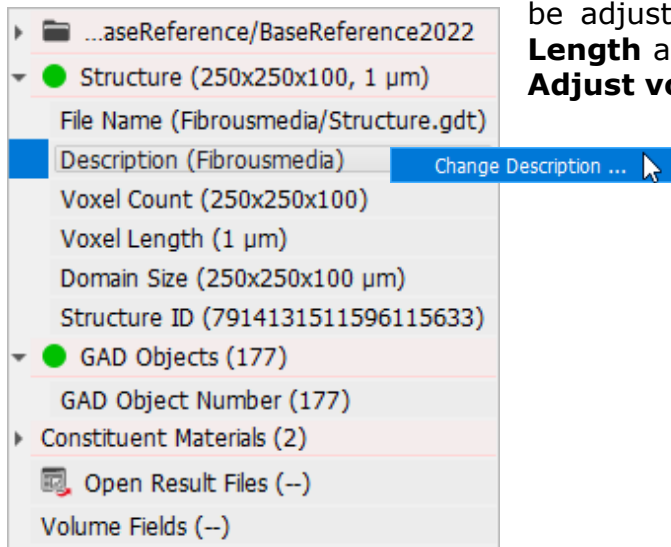 be adjust
Length a
Adjust vo
...aseReference/BaseReference2022
Structure (250x250x100, 1 µm)
File Name (Fibrousmedia/Structure.gdt)
Description (Fibrousmedia)
Change Description ...
Voxel Count (250x250x100)
Voxel Length (1 µm)
Domain Size (250x250x100 µm)
Structure ID (7914131511596115633)
GAD Objects (177)
GAD Object Number (177)
Constituent Materials (2)
Open Result Files (--)
Volume Fields (--)